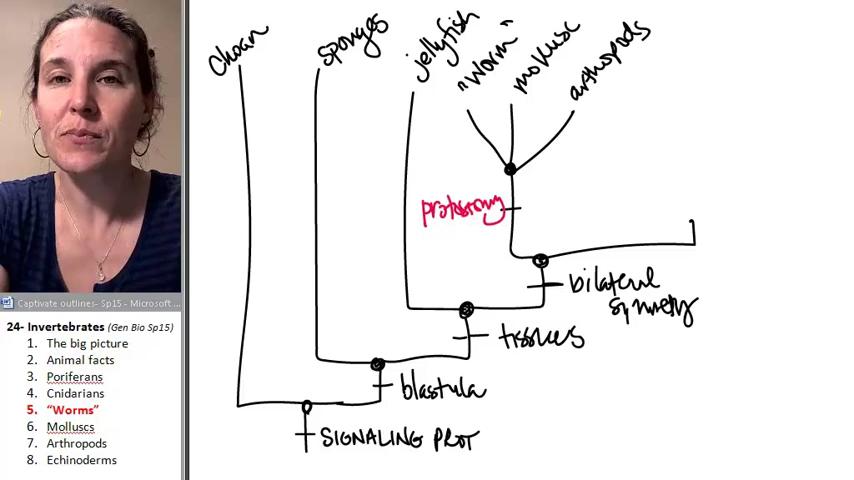 choan
sponges
jellyfish
"worm"
mollusc
arthropods
protostomy
bilateral
symmetry
tissues
blastula
SIGNALING PROT
Captivate outlines- Sp15 - Microsoft ...
24- Invertebrates (Gen Bio Sp15)
1. The big picture
2. Animal facts
3. Poriferans
4. Cnidarians
5. "Worms"
6. Molluscs
7. Arthropods
8. Echinoderms